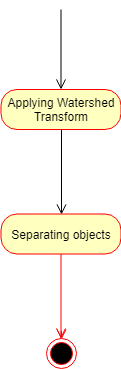 Applying Watershed
Transform
Separating objects